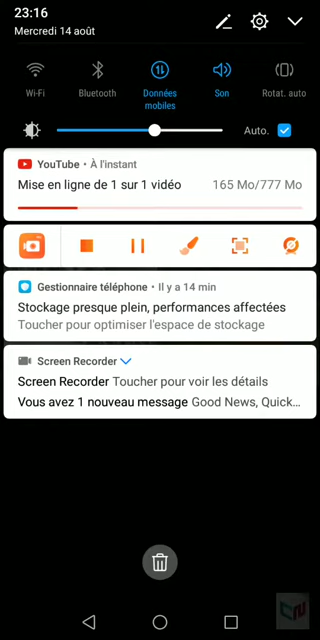 23:16
Mercredi 14 août
Wi-Fi
Bluetooth
Données
mobiles
Son
Rotat. auto
Auto.
YouTube • À l'instant
Mise en ligne de 1 sur 1 vidéo 165 Mo/777 Mo
Gestionnaire téléphone • Il y a 14 min
Stockage presque plein, performances affectées
Toucher pour optimiser l'espace de stockage
Screen Recorder
Screen Recorder Toucher pour voir les détails
Vous avez 1 nouveau message Good News, Quick...